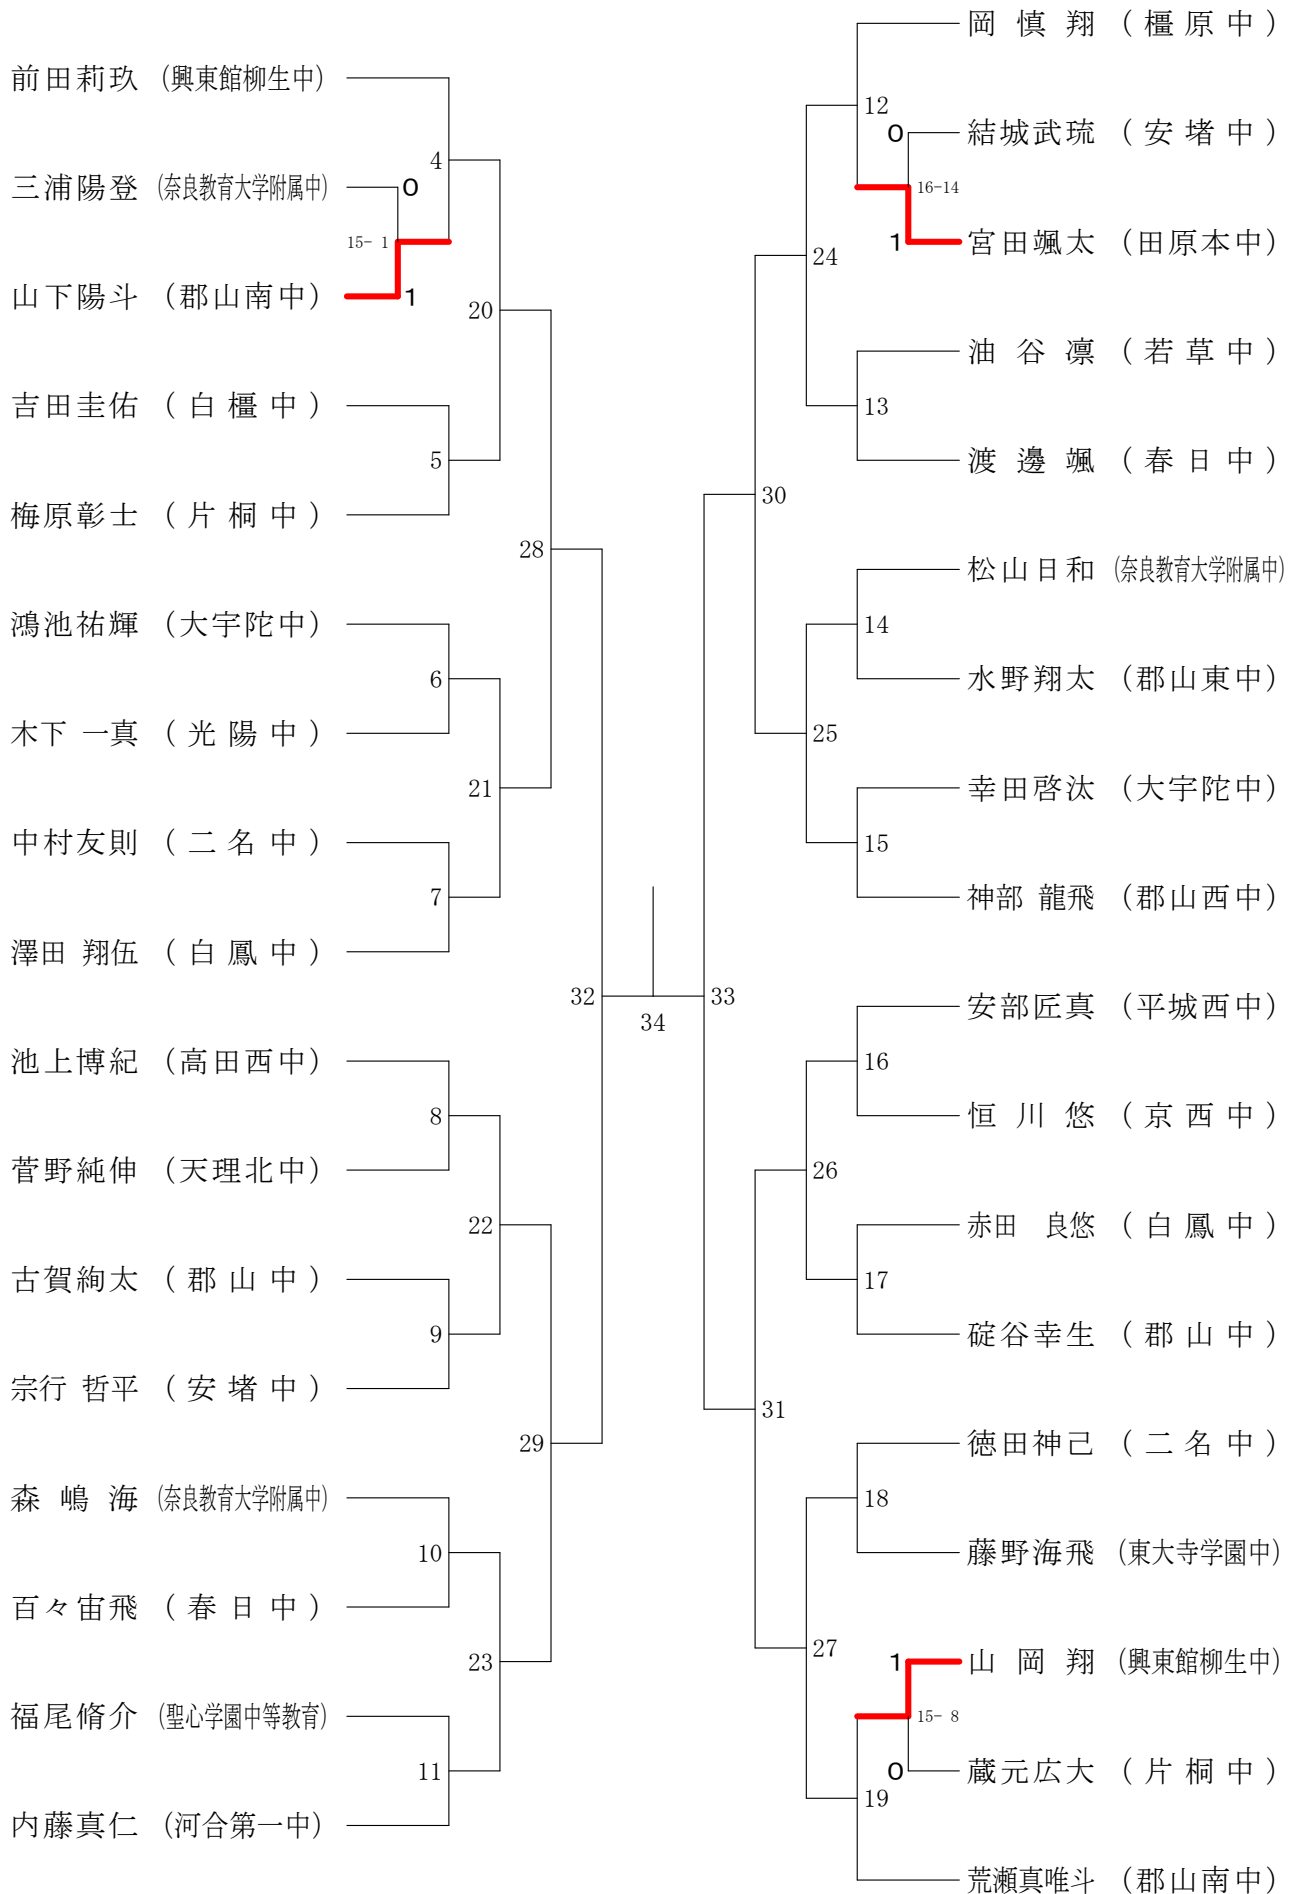 前田莉玖 (興東館柳生中)
4
三浦陽登 (奈良教育大学附属中)
0
15- 1
山下陽斗 (郡山南中)
1
20
吉田圭佑 (白橿中)
5
梅原彰士 (片桐中)
28
鴻池祐輝 (大宇陀中)
6
木下 一真 (光陽中)
21
中村友則 (二名中)
7
澤田 翔伍 (白鳳中)
32
34
33
池上博紀 (高田西中)
8
菅野純伸 (天理北中)
22
古賀絢太 (郡山中)
9
宗行 哲平 (安堵中)
29
森嶋海 (奈良教育大学附属中)
10
百々宙飛 (春日中)
23
福尾脩介 (聖心学園中等教育)
11
内藤真仁 (河合第一中)
岡慎翔 (橿原中)
12
0
結城武琉 (安堵中)
16-14
1
宮田颯太 (田原本中)
24
油谷凛 (若草中)
13
渡邊颯 (春日中)
30
松山日和 (奈良教育大学附属中)
14
水野翔太 (郡山東中)
25
幸田啓汰 (大宇陀中)
15
神部 龍飛 (郡山西中)
安部匠真 (平城西中)
16
恒川悠 (京西中)
26
赤田 良悠 (白鳳中)
17
碇谷幸生 (郡山中)
31
徳田神己 (二名中)
18
藤野海飛 (東大寺学園中)
27
1
山岡翔 (興東館柳生中)
15- 8
0
蔵元広大 (片桐中)
19
荒瀬真唯斗 (郡山南中)